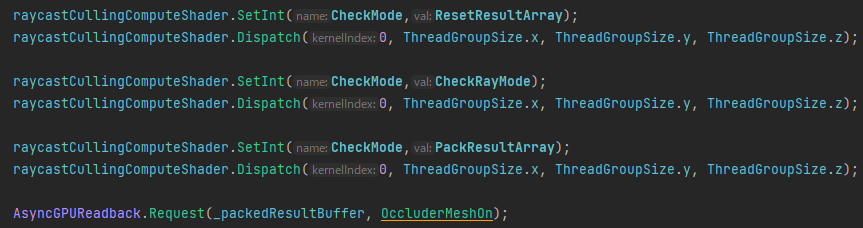 raycastCullingComputeShader.SetInt( name: CheckMode, val: ResetResultArray);
raycastCullingComputeShader.Dispatch( kernelIndex: 0, ThreadGroupSize.x, ThreadGroupSize.y, ThreadGroupSize.z);
raycastCullingComputeShader.SetInt( name: CheckMode, val: CheckRayMode);
raycastCullingComputeShader.Dispatch( kernelIndex: 0, ThreadGroupSize.x, ThreadGroupSize.y, ThreadGroupSize.z);
raycastCullingComputeShader.SetInt( name: CheckMode, val: PackResultArray);
raycastCullingComputeShader.Dispatch( kernelIndex: 0, ThreadGroupSize.x, ThreadGroupSize.y, ThreadGroupSize.z);
AsyncGPUReadback.Request(_packedResultBuffer, OccluderMeshOn);